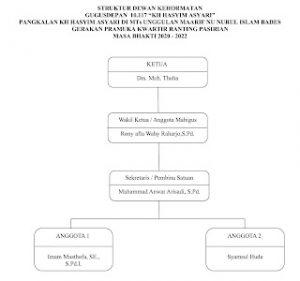 STRUKTUR DEWAN KEHORMATAN
GUGUSDEPAN 10.117 “KH HASYIM ASYARI”
PANGKALAN KH HASYIM ASYARI DI MTs UNGGULAN MAARIF NU NURUL ISLAM BADES
GERAKAN PRAMUKA KWARTIR RANTING PASIRIAN
MASA BHAKTI 2020 - 2022
KETUA
Drs. Moh. Thoha
Wakil Ketua / Anggota Mabigus
Reny afta Wahy Raharjo,S.Pd.
Sekretaris / Pembina Satuan
Muhammad Anwar Arisadi, S.Pd.
ANGGOTA 1
Imam Musthofa, SE.,
S.Pd.I.
ANGGOTA 2
Syamsul Huda